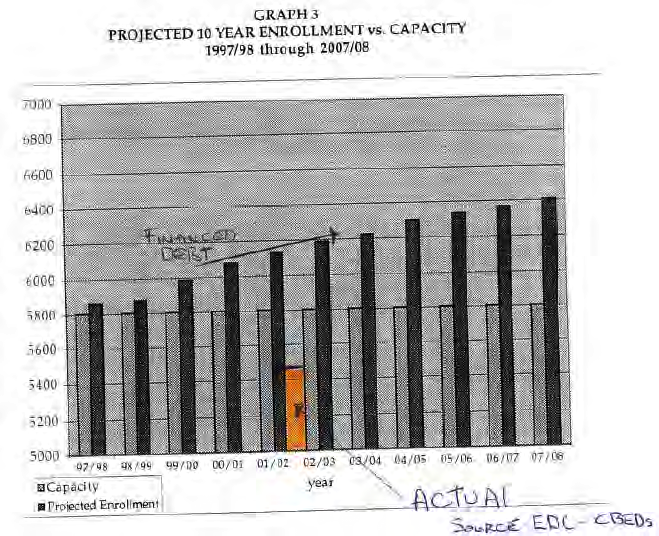 GRAPH 3
PROJECTED 10 YEAR ENROLLMENT vs. CAPACITY
1997/98 through 2007/08
7000
6800
6600
6400
6200
6000
5800
5600
5400
5200
5000
FINANCED
DEBT
97/98 98/99 99/00 00/01 01/02 02/03 03/04 04/05 05/06 06/07 07/08
year
Capacity
Projected Enrollment
ACTUAL
SOURCE EDC - CBEDs